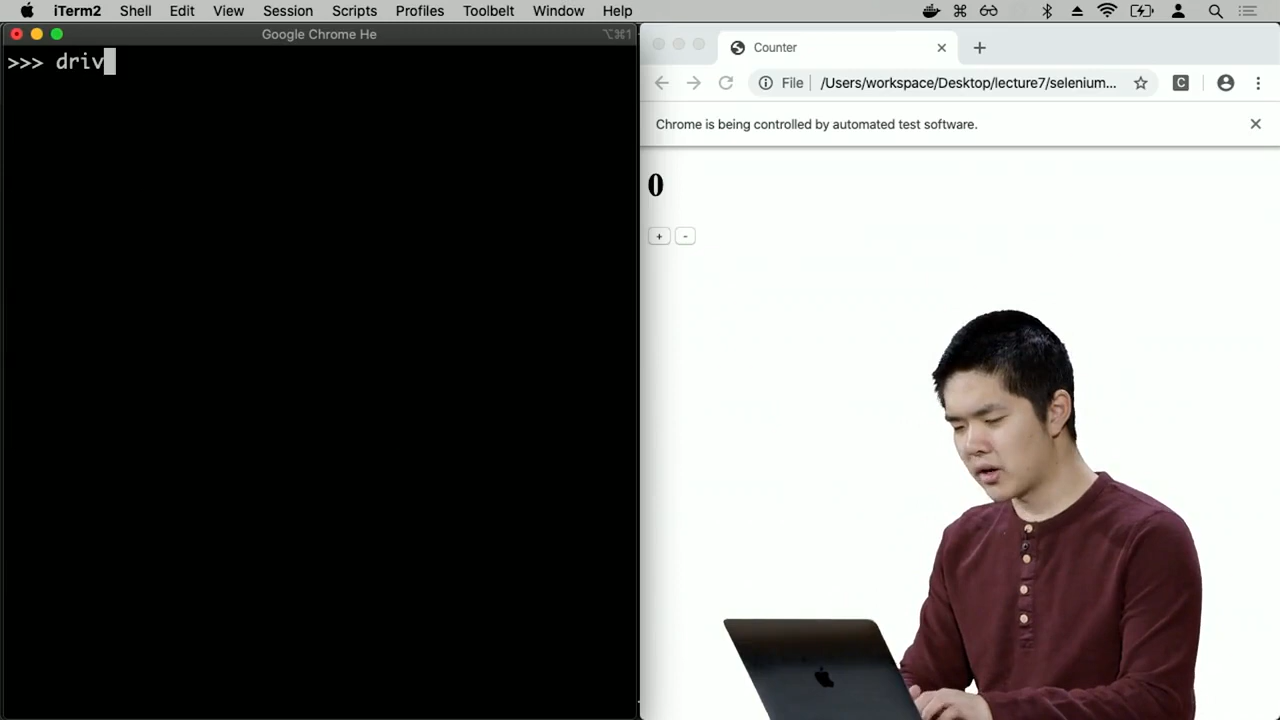 iTerm2 Shell Edit View Session Scripts Profiles Toolbelt Window Help
Google Chrome He
⌥⌘1
>>> driv
Counter
File /Users/workspace/Desktop/lecture7/selenium...
C
Chrome is being controlled by automated test software.
0
+ -